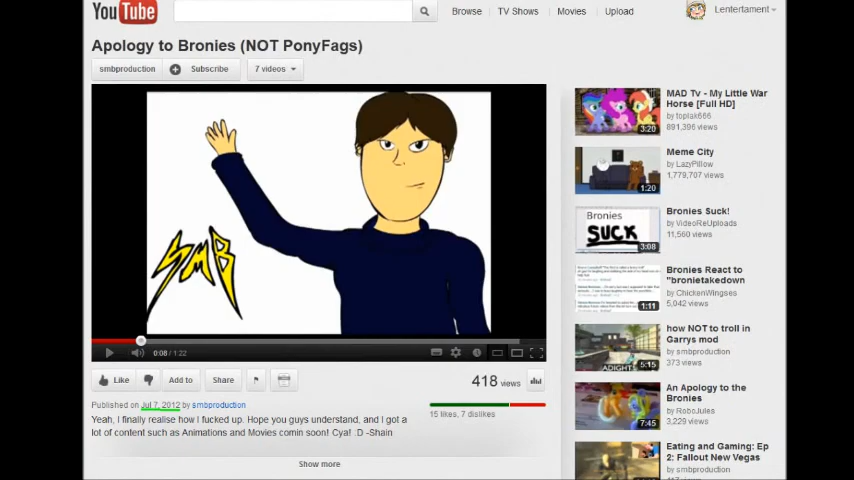 YouTube
Browse TV Shows Movies Upload Lentertament
Apology to Bronies (NOT PonyFags)
smbproduction Subscribe 7 videos
SMB
0:08 / 1:22
Like Add to Share 418 views
Published on Jul 7, 2012 by smbproduction
15 likes, 7 dislikes
Yeah, I finally realise how I fucked up. Hope you guys understand, and I got a
lot of content such as Animations and Movies comin soon! Cya! :D -Shain
Show more
3:20
MAD Tv - My Little War
Horse [Full HD]
by toplak666
891,396 views
1:20
Meme City
by LazyPillow
1,779,707 views
Bronies
SUCK
3:08
Bronies Suck!
by VideoReUploads
11,560 views
1:11
Bronies React to
"bronietakedown
by ChickenWingses
5,042 views
5:15
how NOT to troll in
Garrys mod
by smbproduction
373 views
7:45
An Apology to the
Bronies
by RoboJules
3,229 views
Eating and Gaming: Ep
2: Fallout New Vegas
by smbproduction